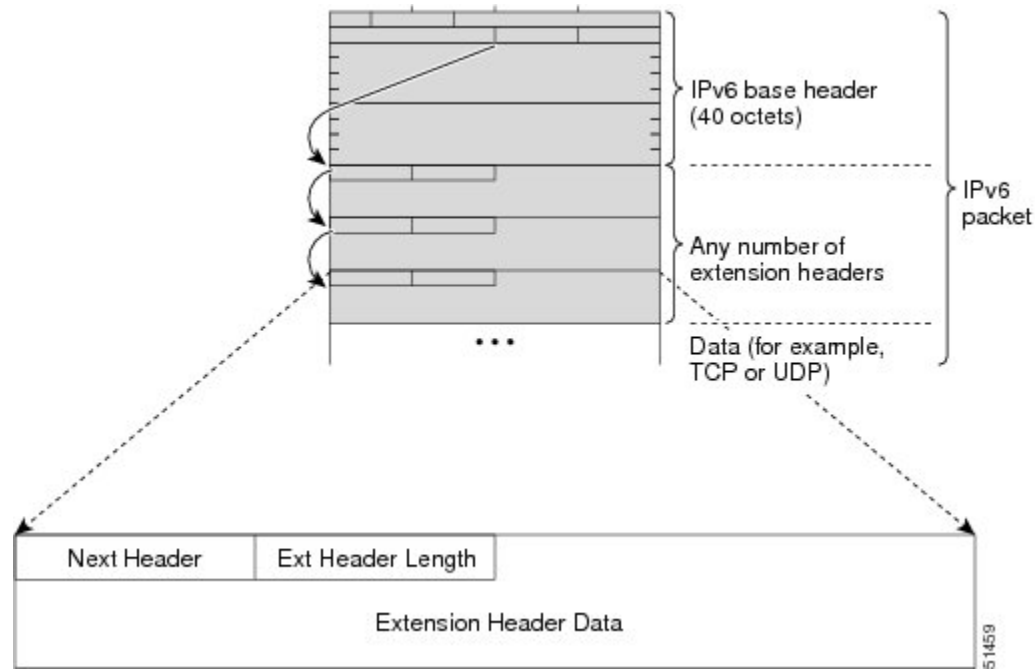 IPv6 base header
(40 octets)
IPv6
packet
Any number of
extension headers
•••
Data (for example,
TCP or UDP)
Next Header
Ext Header Length
Extension Header Data
51459